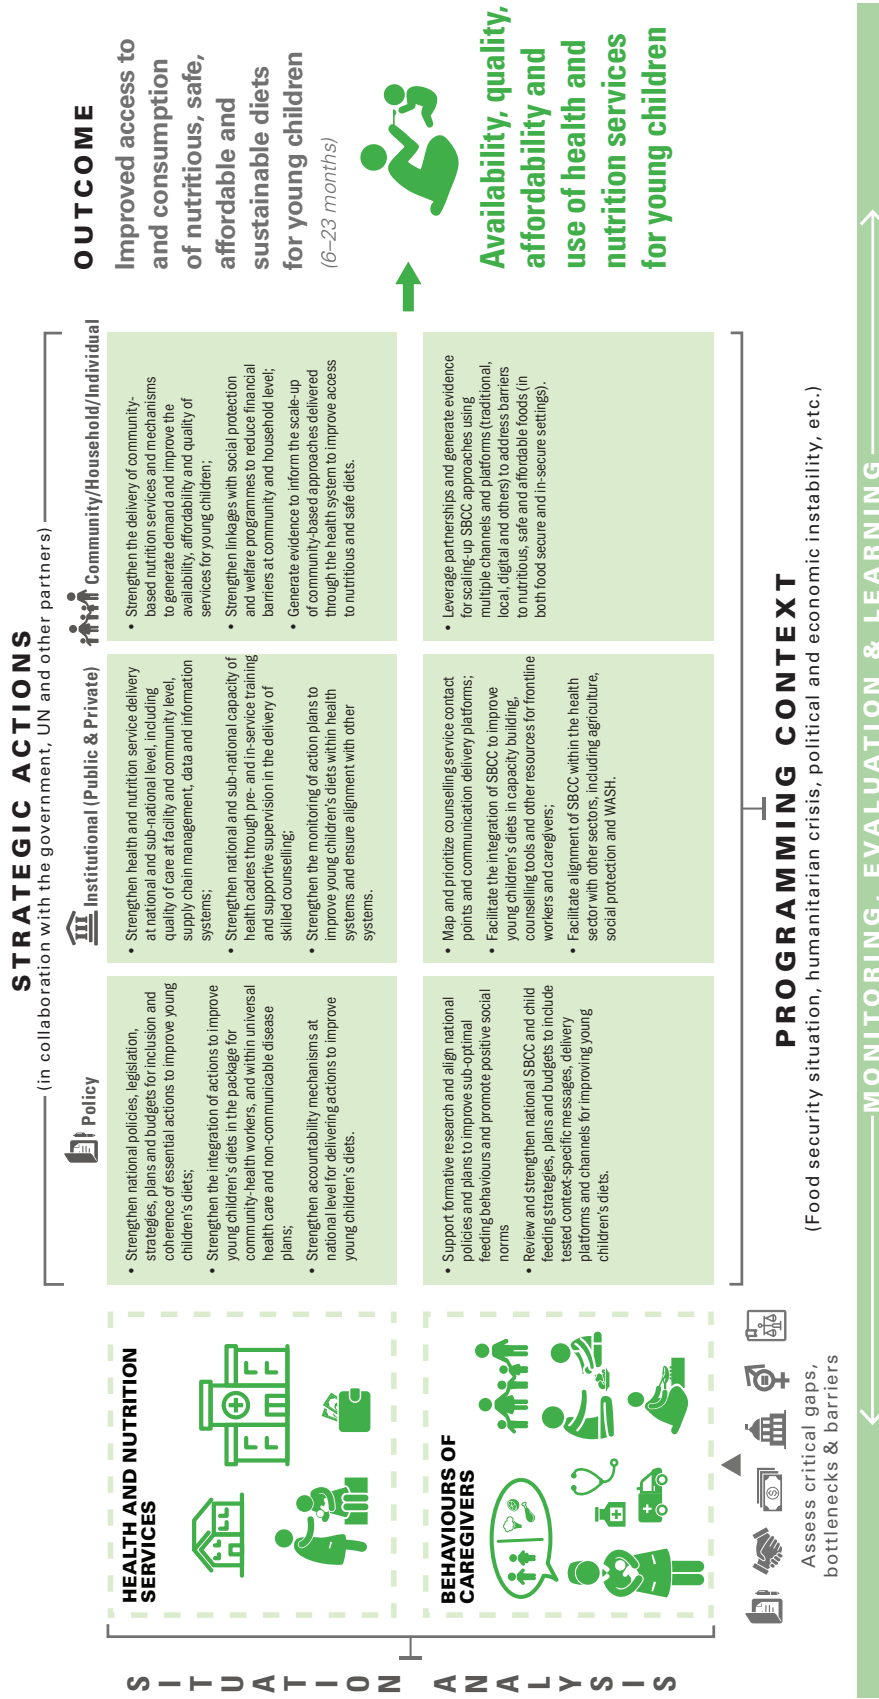 SITUATION ANALYSIS
HEALTH AND NUTRITION
SERVICES
BEHAVIOURS OF
CAREGIVERS
Assess critical gaps,
bottlenecks & barriers
STRATEGIC ACTIONS
(in collaboration with the government, UN and other partners)
Policy
• Strengthen national policies, legislation,
strategies, plans and budgets for inclusion and
coherence of essential actions to improve young
children's diets;
• Strengthen the integration of actions to improve
young children's diets in the package for
community-health workers, and within universal
health care and non-communicable disease
plans;
• Strengthen accountability mechanisms at
national level for delivering actions to improve
young children's diets.
• Support formative research and align national
policies and plans to improve sub-optimal
feeding behaviours and promote positive social
norms
• Review and strengthen national SBCC and child
feeding strategies, plans and budgets to include
tested context-specific messages, delivery
platforms and channels for improving young
children's diets.
Institutional (Public & Private)
• Strengthen health and nutrition service delivery
at national and sub-national level, including
quality of care at facility and community level,
supply chain management, data and information
systems;
• Strengthen national and sub-national capacity of
health cadres through pre- and in-service training
and supportive supervision in the delivery of
skilled counselling;
• Strengthen the monitoring of action plans to
improve young children's diets within health
systems and ensure alignment with other
systems.
• Map and prioritize counselling service contact
points and communication delivery platforms;
• Facilitate the integration of SBCC to improve
young children's diets in capacity building,
counselling tools and other resources for frontline
workers and caregivers;
• Facilitate alignment of SBCC within the health
sector with other sectors, including agriculture,
social protection and WASH.
Community/Household/Individual
• Strengthen the delivery of community-
based nutrition services and mechanisms
to generate demand and improve the
availability, affordability and quality of
services for young children;
• Strengthen linkages with social protection
and welfare programmes to reduce financial
barriers at community and household level;
• Generate evidence to inform the scale-up
of community-based approaches delivered
through the health system to improve access
to nutritious and safe diets.
• Leverage partnerships and generate evidence
for scaling-up SBCC approaches using
multiple channels and platforms (traditional,
local, digital and others) to address barriers
to nutritious, safe and affordable foods (in
both food secure and in-secure settings).
OUTCOME
Improved access to
and consumption
of nutritious, safe,
affordable and
sustainable diets
for young children
(6–23 months)
Availability, quality,
affordability and
use of health and
nutrition services
for young children
PROGRAMMING CONTEXT
(Food security situation, humanitarian crisis, political and economic instability, etc.)
MONITORING, EVALUATION & LEARNING